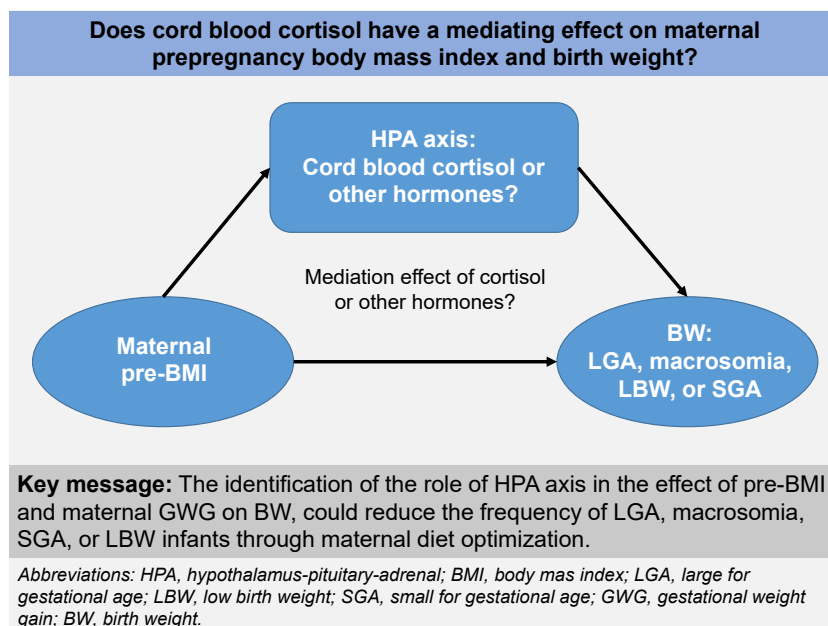 Does cord blood cortisol have a mediating effect on maternal
prepregnancy body mass index and birth weight?
HPA axis:
Cord blood cortisol or
other hormones?
Mediation effect of cortisol
or other hormones?
Maternal
pre-BMI
BW:
LGA, macrosomia,
LBW, or SGA
Key message: The identification of the role of HPA axis in the effect of pre-BMI
and maternal GWG on BW, could reduce the frequency of LGA, macrosomia,
SGA, or LBW infants through maternal diet optimization.
Abbreviations: HPA, hypothalamus-pituitary-adrenal; BMI, body mas index; LGA, large for
gestational age; LBW, low birth weight; SGA, small for gestational age; GWG, gestational weight
gain; BW, birth weight.